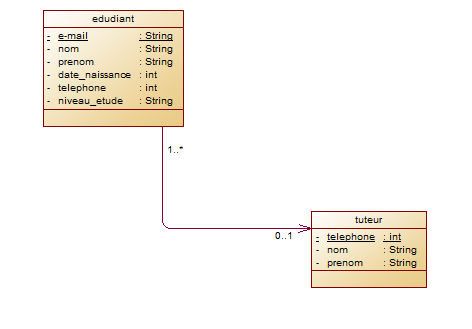 edudiant
- e-mail : String
- nom : String
- prenom : String
- date_naissance : int
- telephone : int
- niveau_etude : String
1..*
0..1
tuteur
- telephone : int
- nom : String
- prenom : String